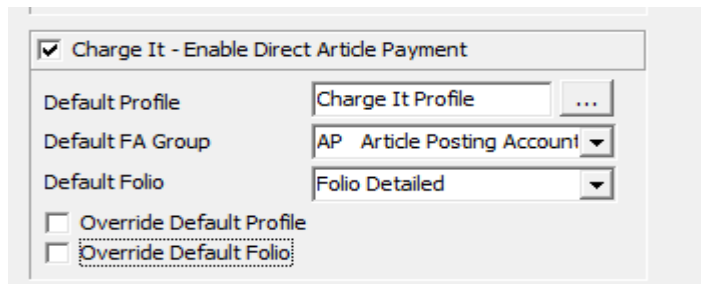 Charge It - Enable Direct Article Payment
Default Profile Charge It Profile ...
Default FA Group AP Article Posting Account
Default Folio Folio Detailed
Override Default Profile
Override Default Folio